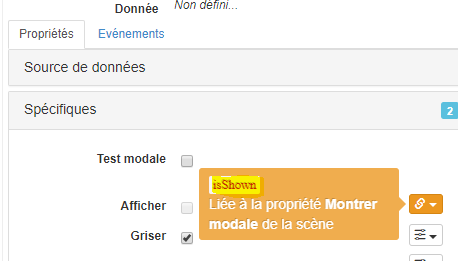 Donnée
Non défini...
Propriétés Evénements
Source de données
Spécifiques 2
Test modale
isShown
Afficher
Liée à la propriété Montrer
modale de la scène
Griser